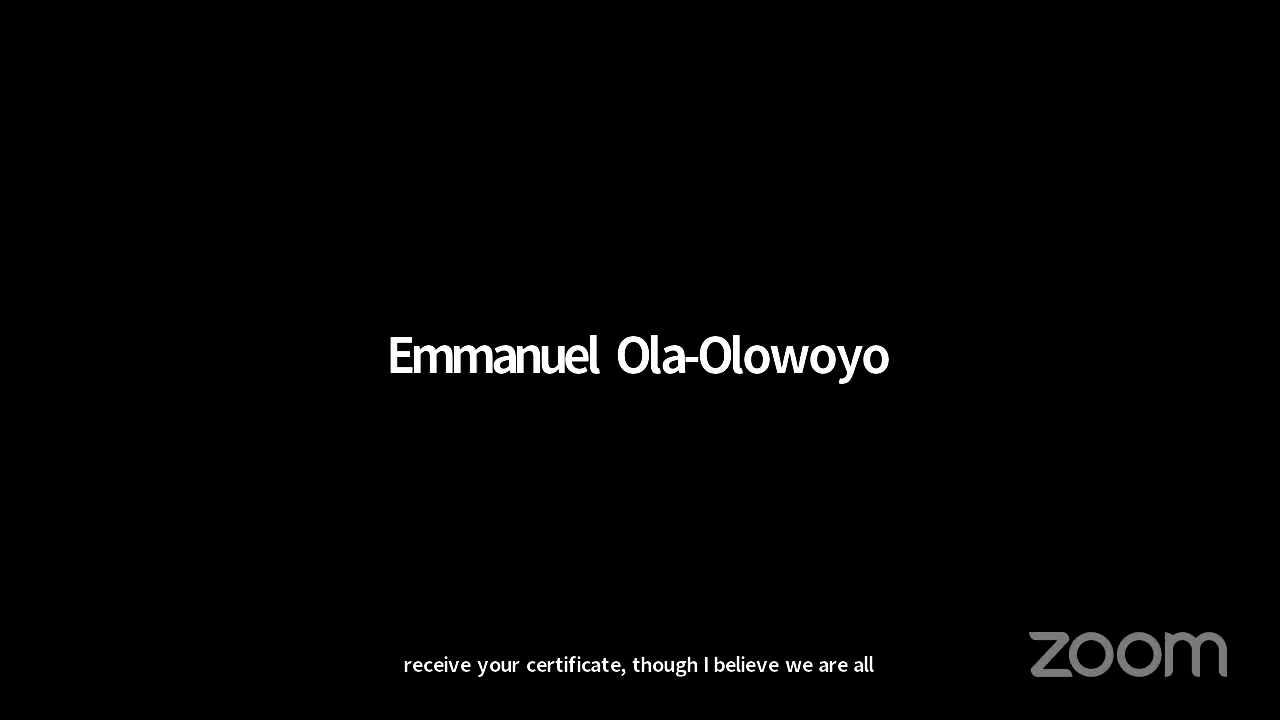 Emmanuel Ola-Olowoyo
receive your certificate, though I believe we are all
zoom